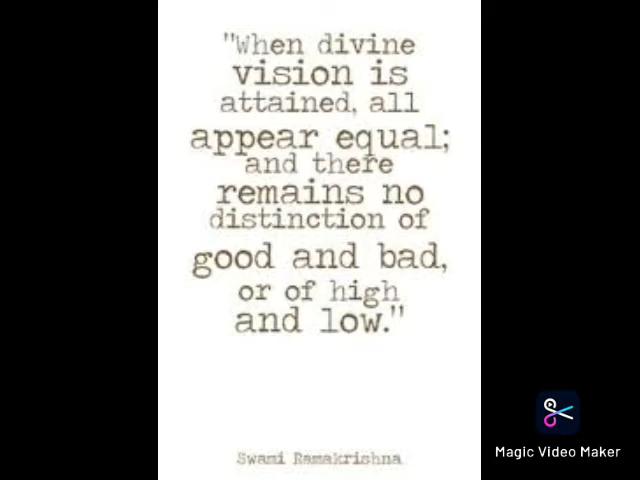 "When divine
vision is
attained, all
appear equal;
and there
remains no
distinction of
good and bad,
or of high
and low."
Swami Ramakrishna
Magic Video Maker